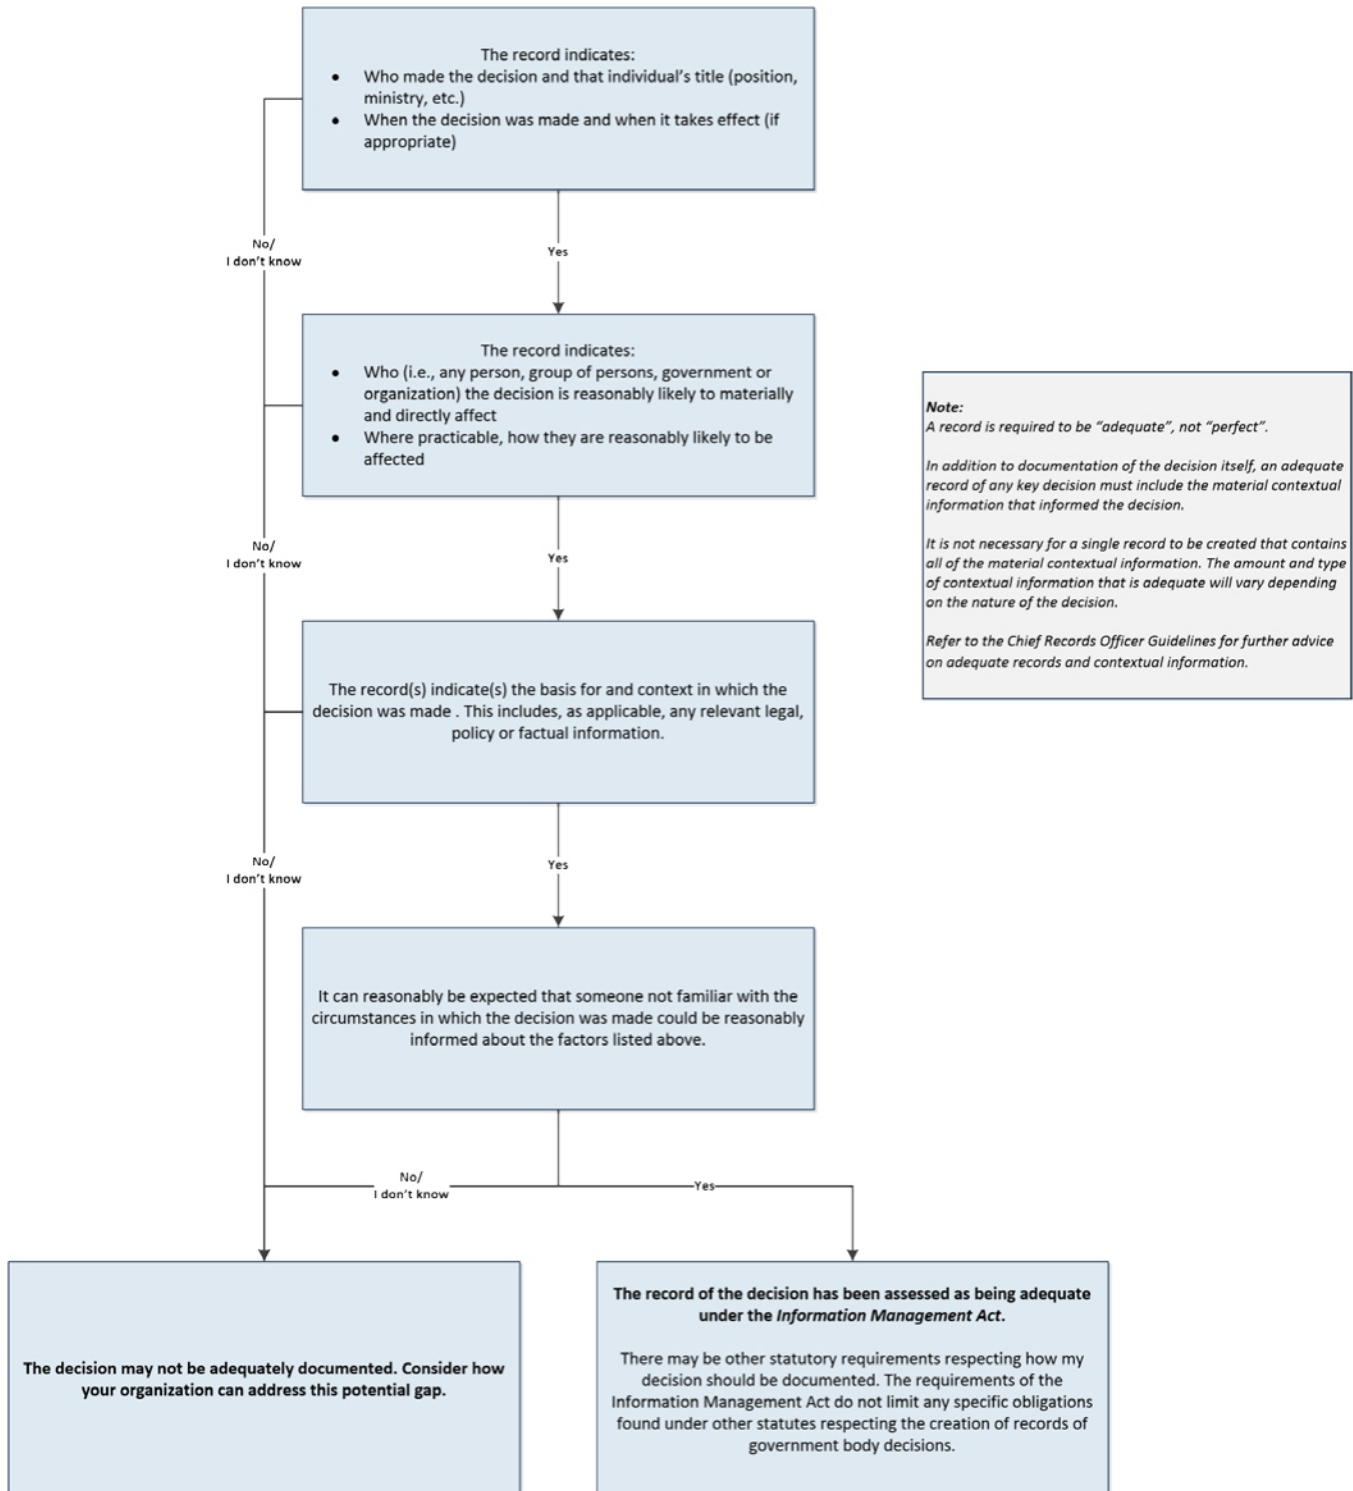 The record indicates:
• Who made the decision and that individual's title (position,
ministry, etc.)
• When the decision was made and when it takes effect (if
appropriate)
No/
I don't know
Yes
The record indicates:
• Who (i.e., any person, group of persons, government or
organization) the decision is reasonably likely to materially
and directly affect
• Where practicable, how they are reasonably likely to be
affected
Note:
A record is required to be “adequate”, not “perfect”.
In addition to documentation of the decision itself, an adequate
record of any key decision must include the material contextual
information that informed the decision.
It is not necessary for a single record to be created that contains
all of the material contextual information. The amount and type
of contextual information that is adequate will vary depending
on the nature of the decision.
Refer to the Chief Records Officer Guidelines for further advice
on adequate records and contextual information.
No/
I don't know
Yes
The record(s) indicate(s) the basis for and context in which the
decision was made . This includes, as applicable, any relevant legal,
policy or factual information.
No/
I don't know
Yes
It can reasonably be expected that someone not familiar with the
circumstances in which the decision was made could be reasonably
informed about the factors listed above.
No/
I don't know
Yes
The decision may not be adequately documented. Consider how
your organization can address this potential gap.
The record of the decision has been assessed as being adequate
under the Information Management Act.
There may be other statutory requirements respecting how my
decision should be documented. The requirements of the
Information Management Act do not limit any specific obligations
found under other statutes respecting the creation of records of
government body decisions.